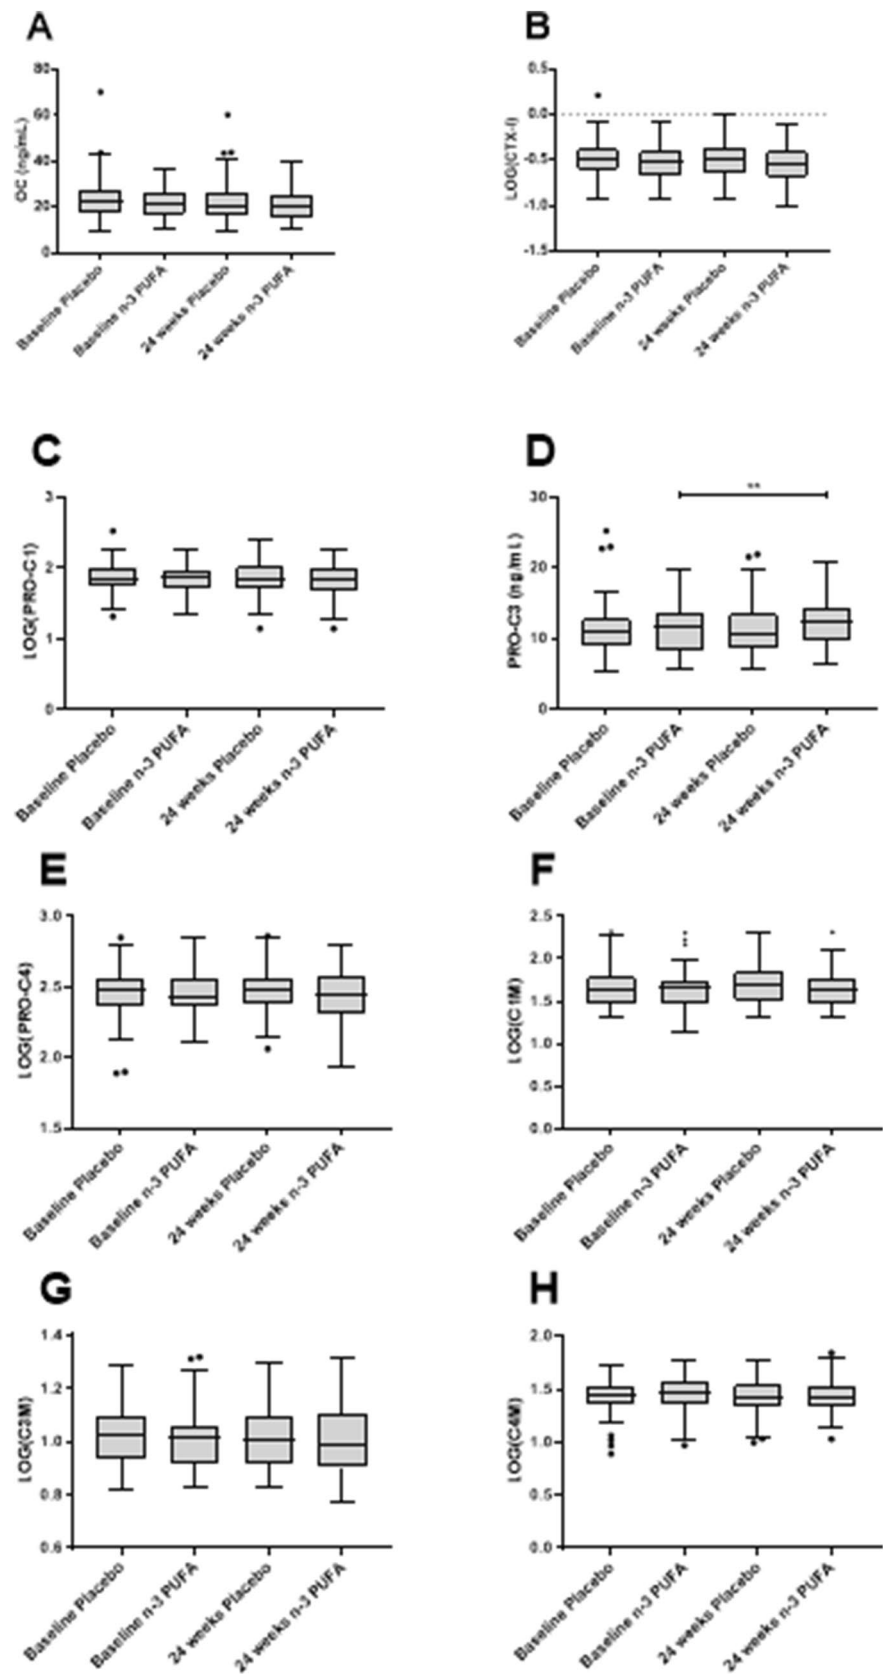 A
OC (ng/mL)
80
60
40
20
0
Baseline Placebo
Baseline n-3 PUFA
24 weeks Placebo
24 weeks n-3 PUFA
B
LOG(CTX-I)
0.5
0.0
-0.5
-1.0
-1.5
Baseline Placebo
Baseline n-3 PUFA
24 weeks Placebo
24 weeks n-3 PUFA
C
LOG(PRO-C1)
3
2
1
0
Baseline Placebo
Baseline n-3 PUFA
24 weeks Placebo
24 weeks n-3 PUFA
D
PRO-C3 (ng/mL)
30
20
10
0
**
Baseline Placebo
Baseline n-3 PUFA
24 weeks Placebo
24 weeks n-3 PUFA
E
LOG(PRO-C4)
3.0
2.5
2.0
1.5
Baseline Placebo
Baseline n-3 PUFA
24 weeks Placebo
24 weeks n-3 PUFA
F
LOG(C1M)
2.5
2.0
1.5
1.0
0.5
0.0
Baseline Placebo
Baseline n-3 PUFA
24 weeks Placebo
24 weeks n-3 PUFA
G
LOG(C3M)
1.4
1.2
1.0
0.8
0.6
Baseline Placebo
Baseline n-3 PUFA
24 weeks Placebo
24 weeks n-3 PUFA
H
LOG(C4M)
2.0
1.5
1.0
0.5
0.0
Baseline Placebo
Baseline n-3 PUFA
24 weeks Placebo
24 weeks n-3 PUFA